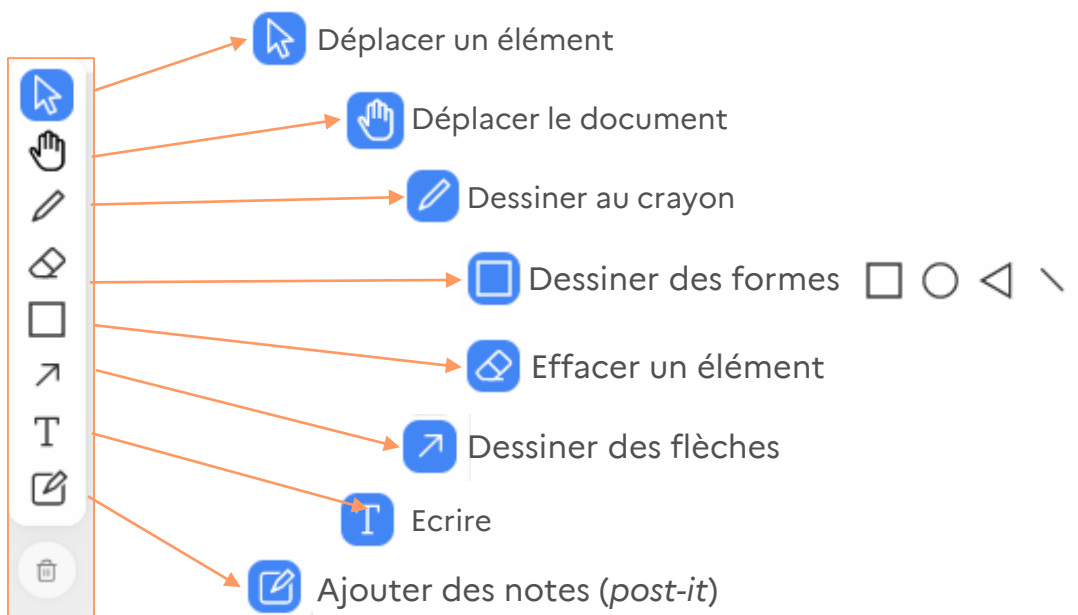 Déplacer un élément
Déplacer le document
Dessiner au crayon
Dessiner des formes
Effacer un élément
Dessiner des flèches
T
T Ecrire
Ajouter des notes (post-it)